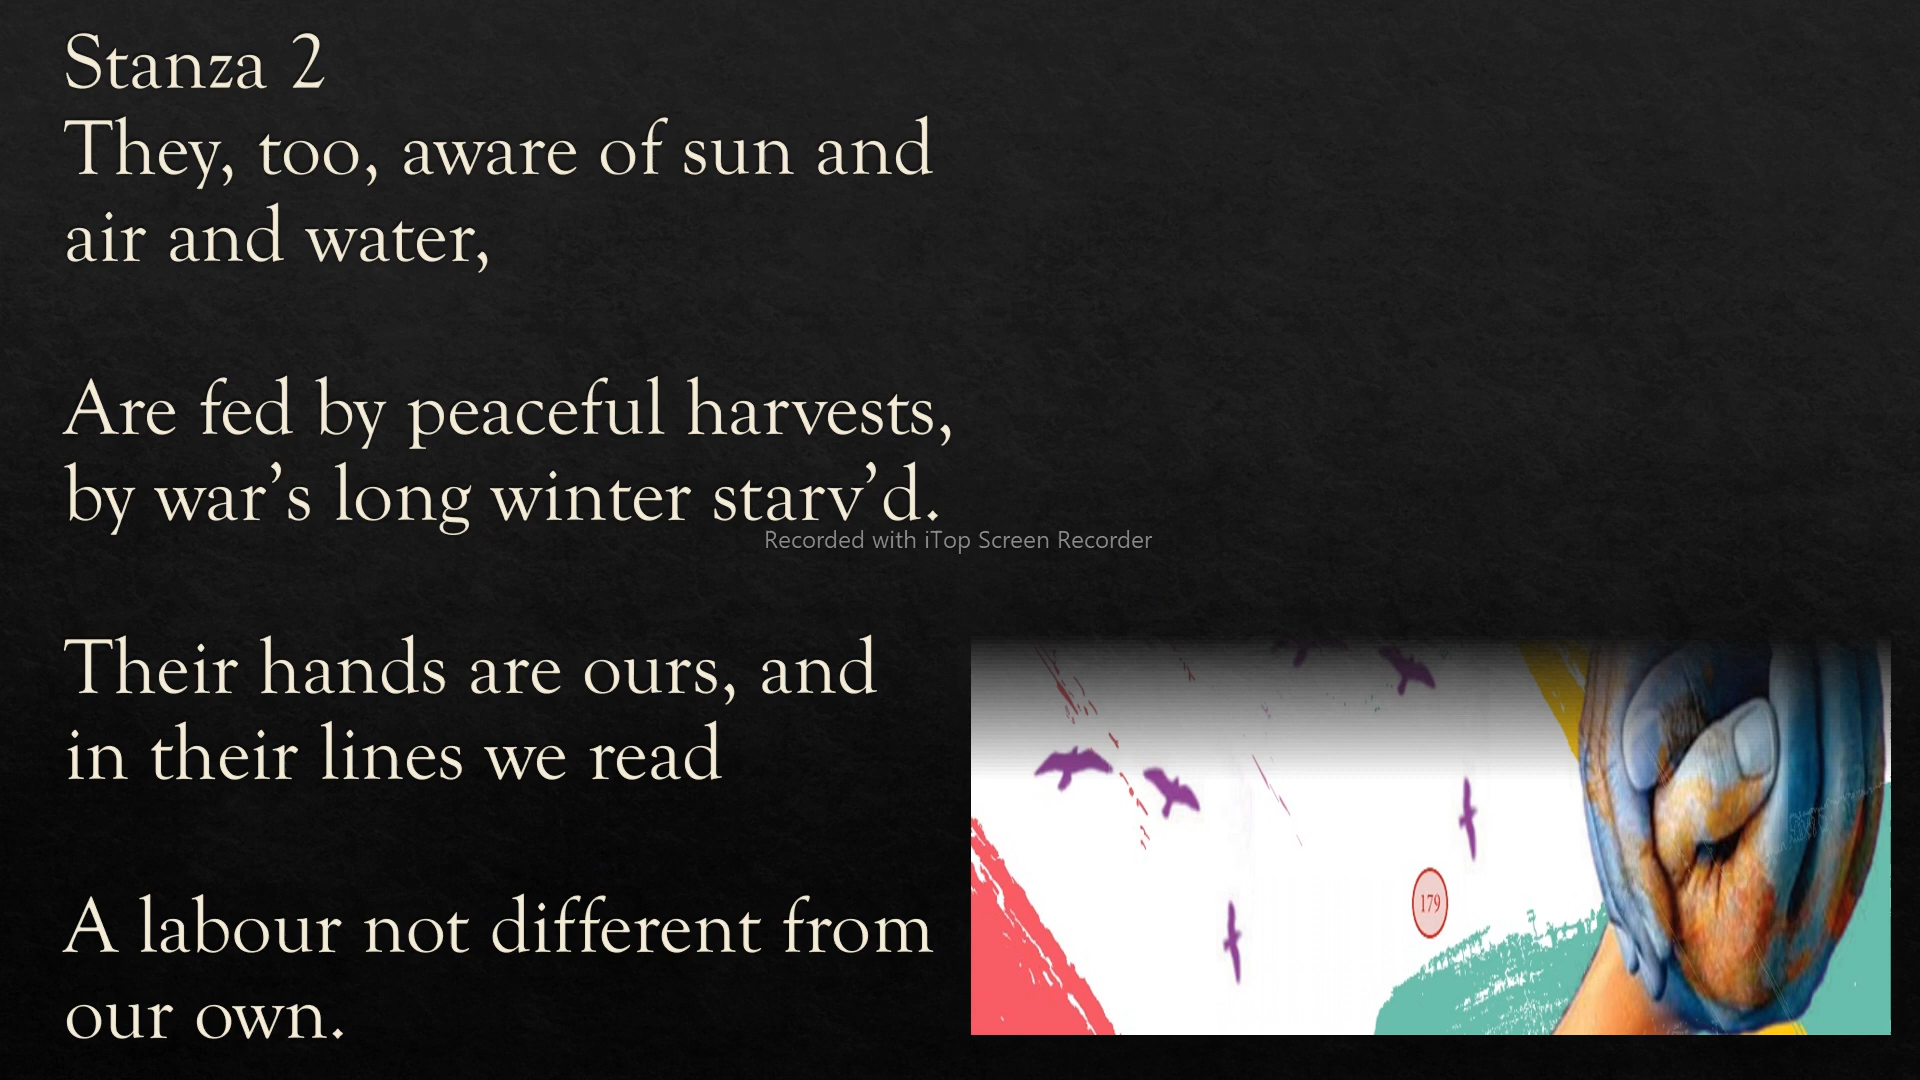 Stanza 2
They, too, aware of sun and
air and water,
Are fed by peaceful harvests,
by war’s long winter starv’d.
Recorded with iTop Screen Recorder
Their hands are ours, and
in their lines we read
A labour not different from
our own.
179